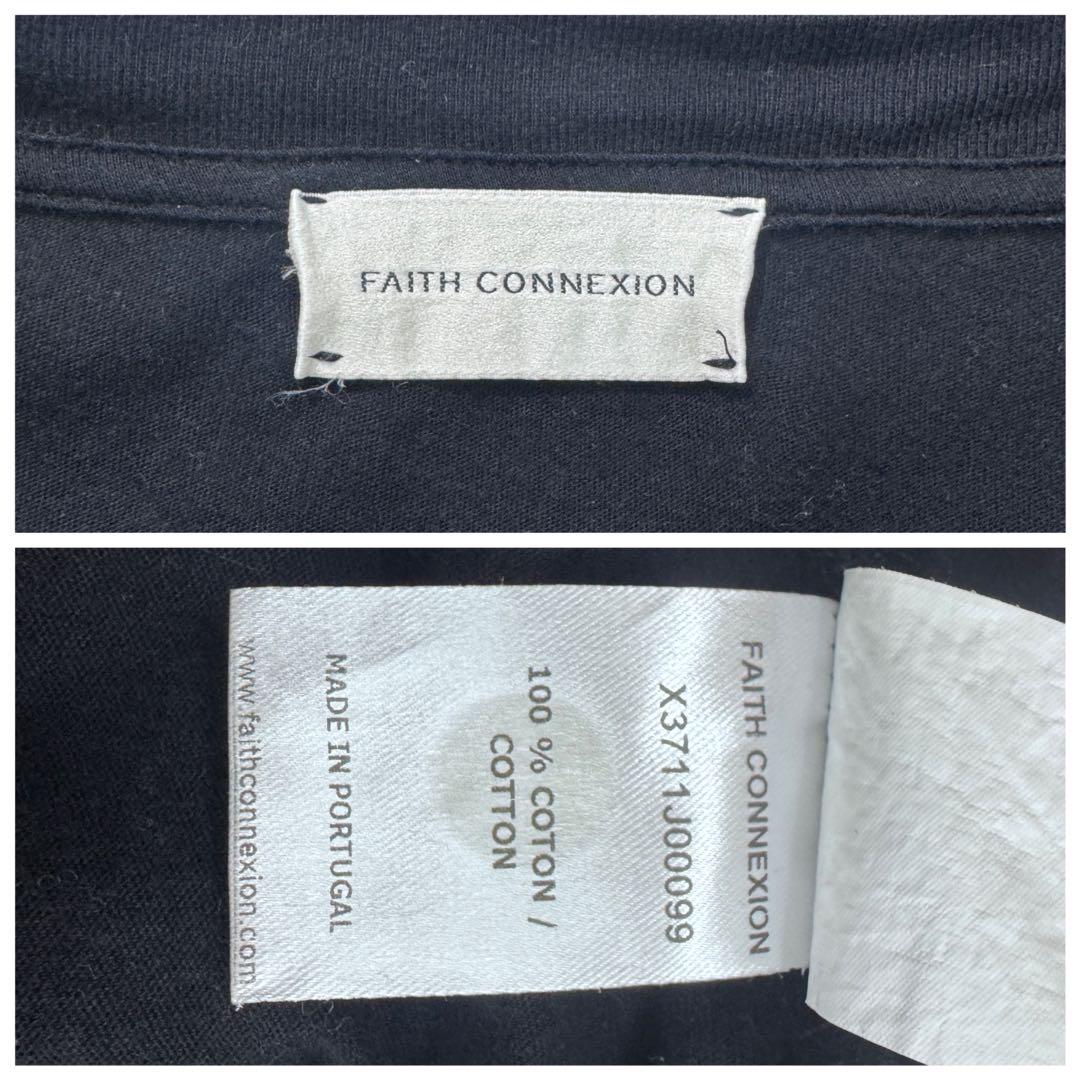 FAITH CONNEXION
FAITH CONNEXION
X3711J00099
100 % COTON /
COTTON
MADE IN PORTUGAL
www.faithconnexion.com